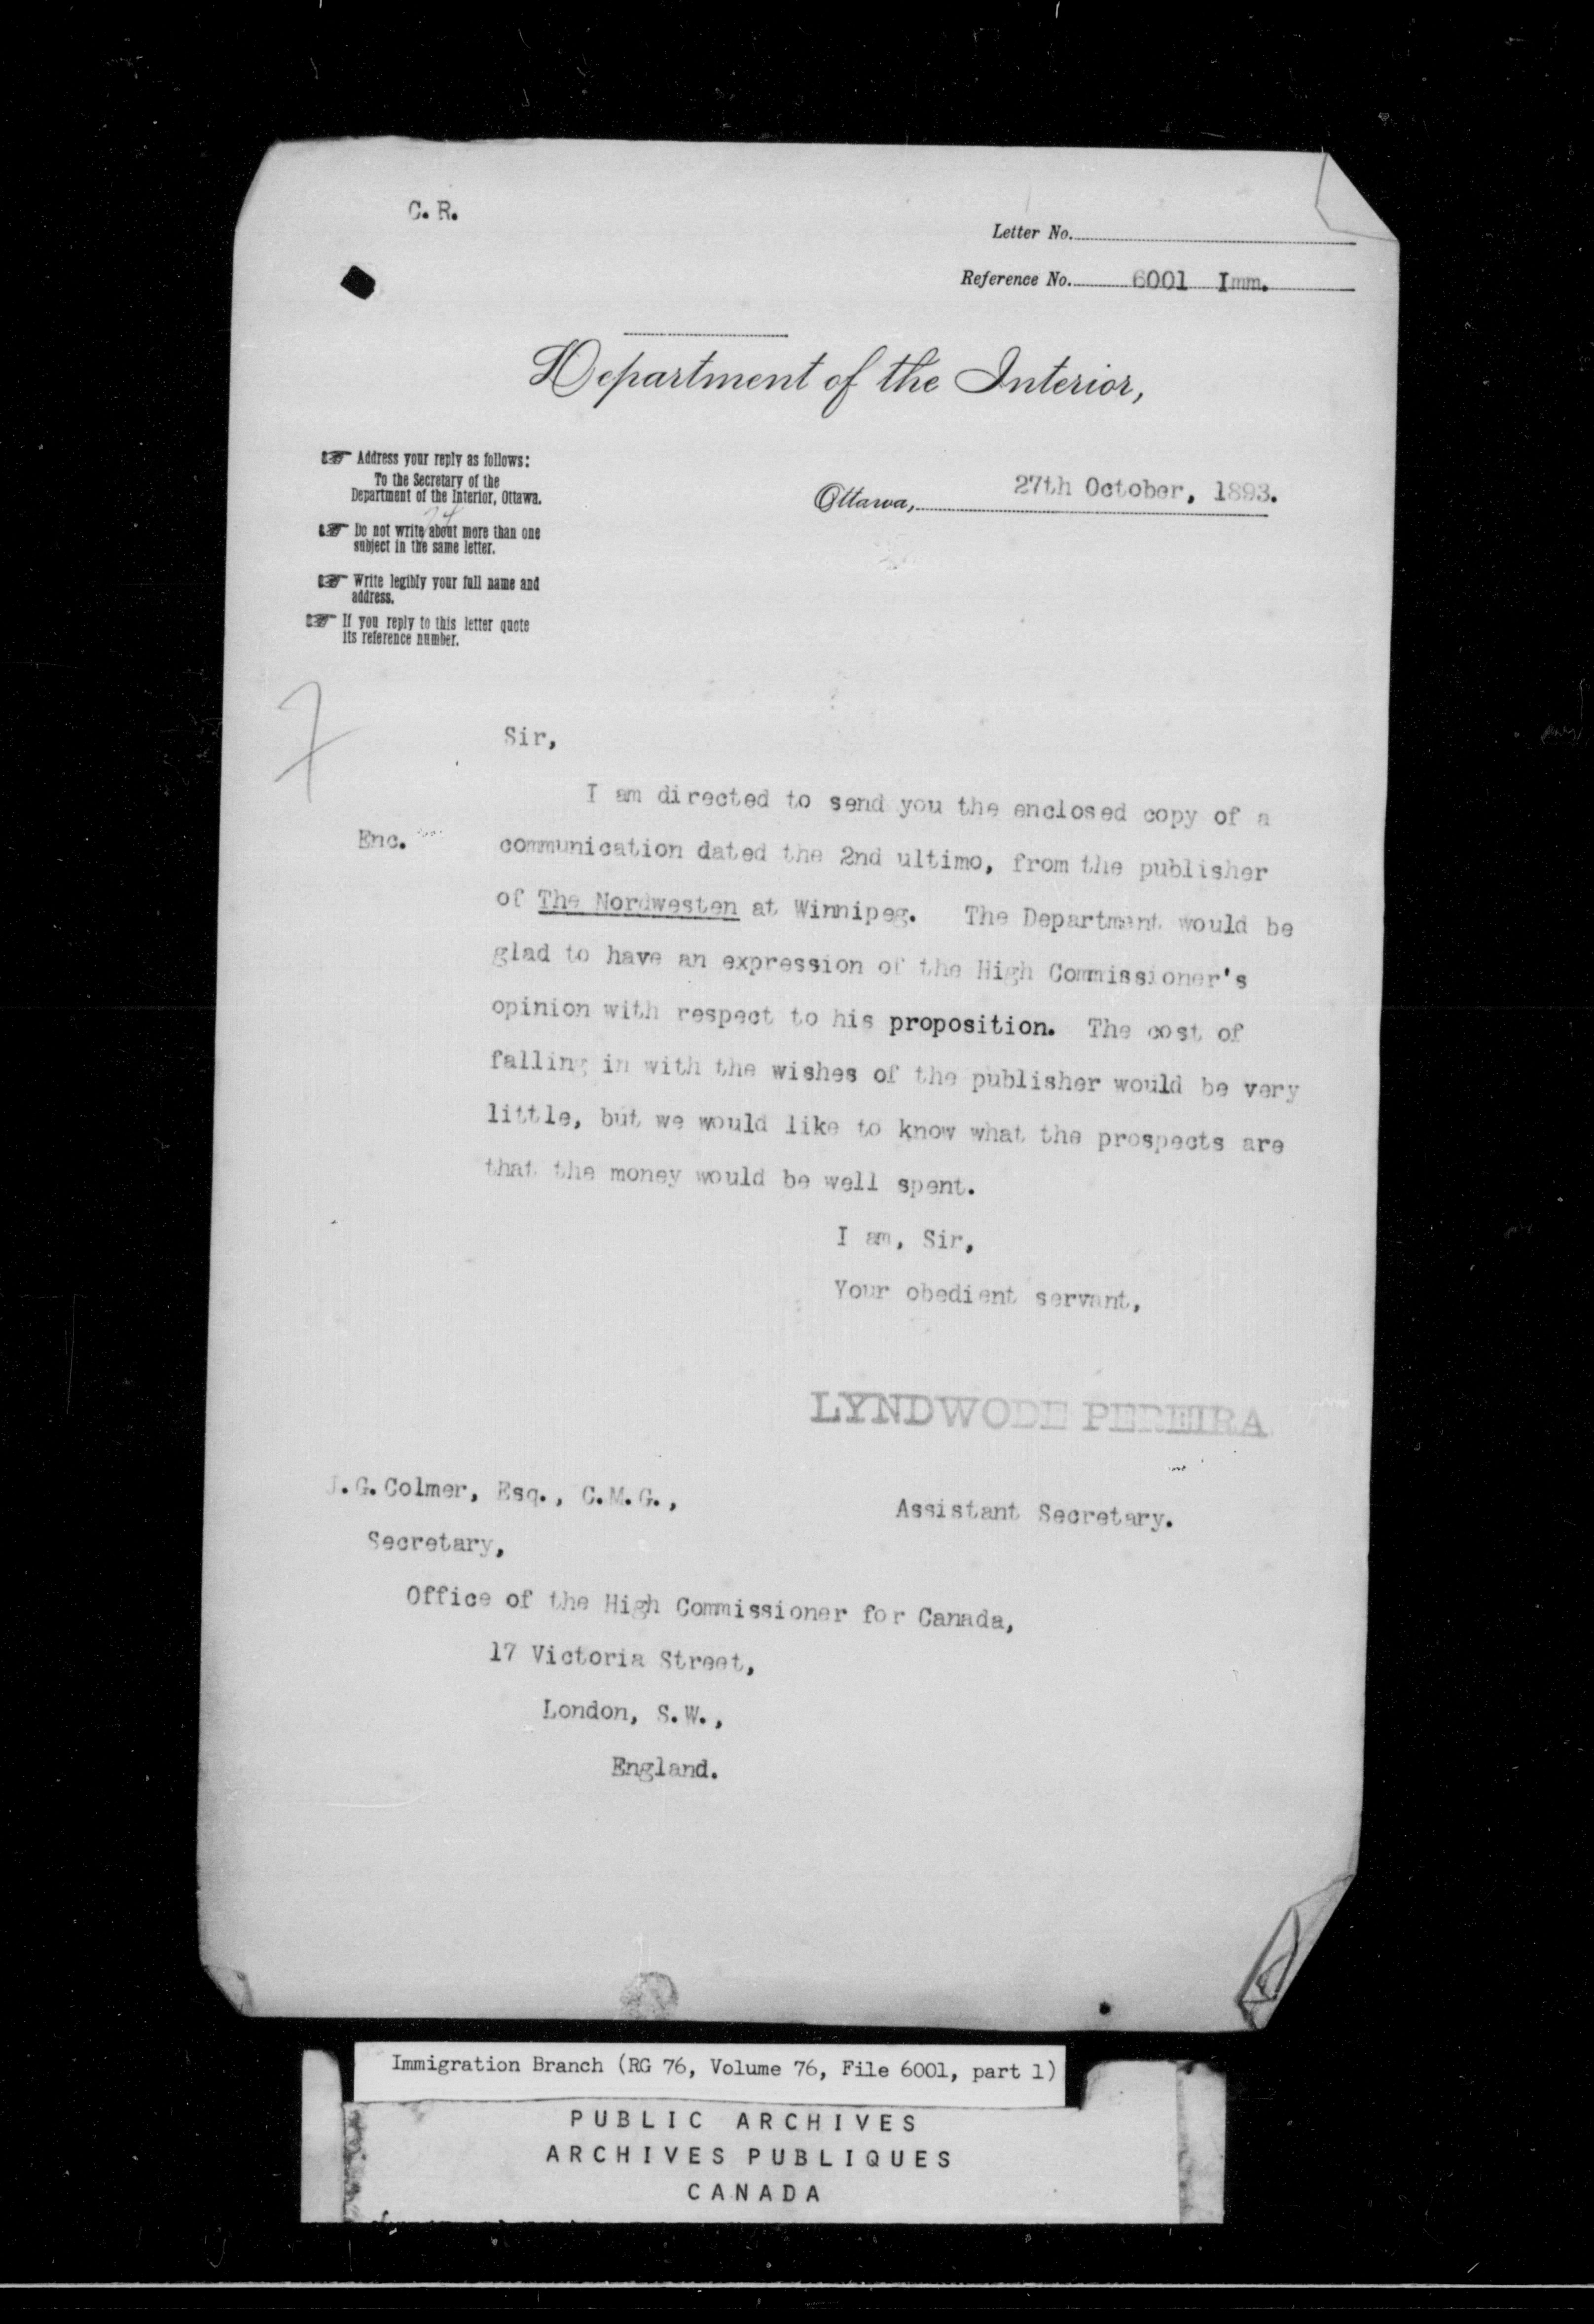 C. R.
Letter No.
Reference No. 6001 Imm.
Department of the Interior,
Address your reply as follows:
To the Secretary of the
Department of the Interior, Ottawa.
Do not write about more than one
subject in the same letter.
Write legibly your full name and
address.
If you reply to this letter quote
its reference number.
Ottawa, 27th October, 1893.
7
Sir,
I am directed to send you the enclosed copy of a
Enc.
communication dated the 2nd ultimo, from the publisher
of The Nordwesten at Winnipeg. The Department would be
glad to have an expression of the High Commissioner's
opinion with respect to his proposition. The cost of
falling in with the wishes of the publisher would be very
little, but we would like to know what the prospects are
that the money would be well spent.
I am, Sir,
Your obedient servant,
LYNDWODE PEREIRA
Assistant Secretary.
J.G.Colmer, Esq., C.M.G.,
Secretary,
Office of the High Commissioner for Canada,
17 Victoria Street,
London, S.W.,
England.
Immigration Branch (RG 76, Volume 76, File 6001, part 1)
PUBLIC ARCHIVES
ARCHIVES PUBLIQUES
CANADA